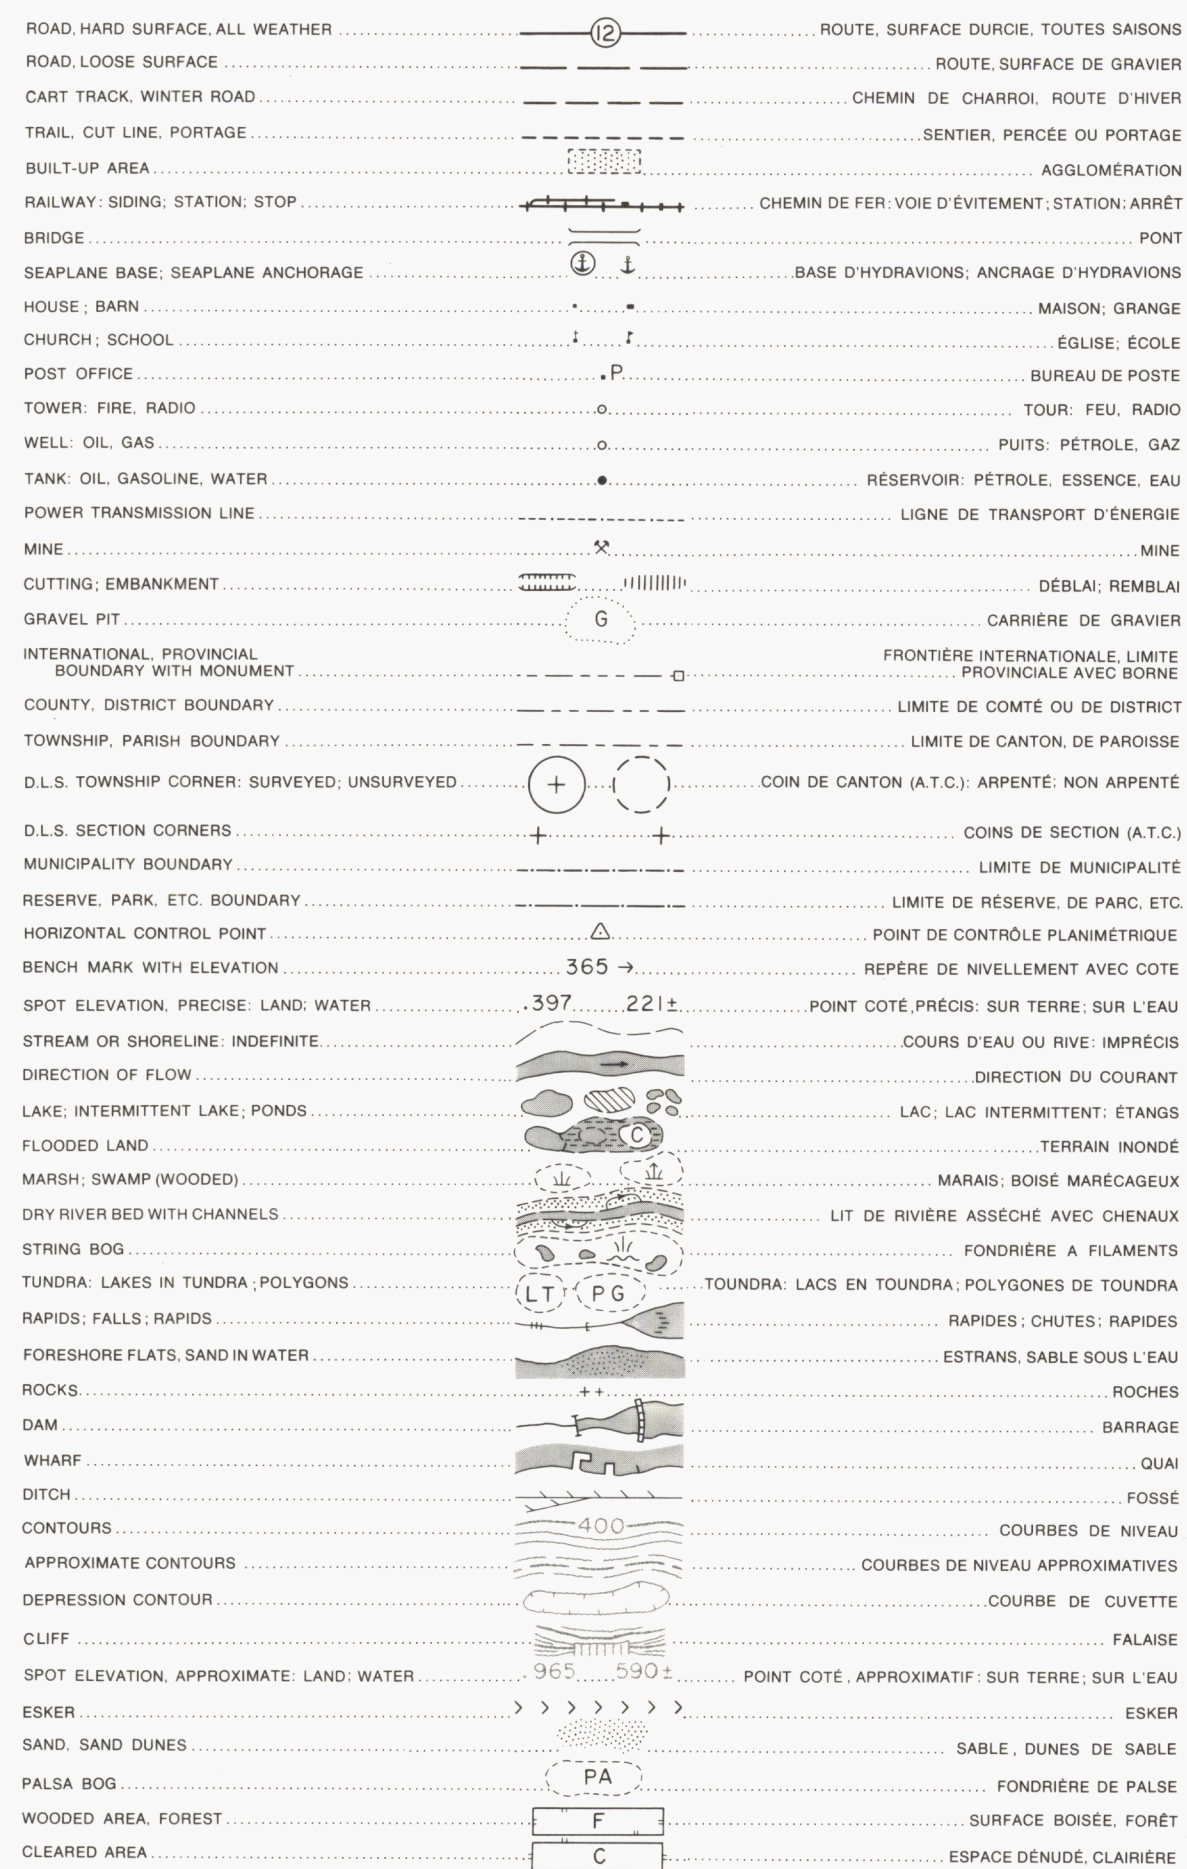 ROAD, HARD SURFACE, ALL WEATHER 12 ROUTE, SURFACE DURCIE, TOUTES SAISONS
ROAD, LOOSE SURFACE ROUTE, SURFACE DE GRAVIER
CART TRACK, WINTER ROAD CHEMIN DE CHARROI, ROUTE D'HIVER
TRAIL, CUT LINE, PORTAGE SENTIER, PERCÉE OU PORTAGE
BUILT-UP AREA AGGLOMÉRATION
RAILWAY: SIDING; STATION; STOP CHEMIN DE FER: VOIE D'ÉVITEMENT; STATION; ARRÊT
BRIDGE PONT
SEAPLANE BASE; SEAPLANE ANCHORAGE BASE D'HYDRAVIONS; ANCRAGE D'HYDRAVIONS
HOUSE; BARN MAISON; GRANGE
CHURCH; SCHOOL ÉGLISE; ÉCOLE
POST OFFICE P BUREAU DE POSTE
TOWER: FIRE, RADIO TOUR: FEU, RADIO
WELL: OIL, GAS PUITS: PÉTROLE, GAZ
TANK: OIL, GASOLINE, WATER RÉSERVOIR: PÉTROLE, ESSENCE, EAU
POWER TRANSMISSION LINE LIGNE DE TRANSPORT D'ÉNERGIE
MINE MINE
CUTTING; EMBANKMENT DÉBLAI; REMBLAI
GRAVEL PIT G CARRIÈRE DE GRAVIER
INTERNATIONAL, PROVINCIAL FRONTIÈRE INTERNATIONALE, LIMITE
BOUNDARY WITH MONUMENT PROVINCIALE AVEC BORNE
COUNTY, DISTRICT BOUNDARY LIMITE DE COMTÉ OU DE DISTRICT
TOWNSHIP, PARISH BOUNDARY LIMITE DE CANTON, DE PAROISSE
D.L.S. TOWNSHIP CORNER: SURVEYED; UNSURVEYED COIN DE CANTON (A.T.C.): ARPENTÉ; NON ARPENTÉ
D.L.S. SECTION CORNERS COINS DE SECTION (A.T.C.)
MUNICIPALITY BOUNDARY LIMITE DE MUNICIPALITÉ
RESERVE, PARK, ETC. BOUNDARY LIMITE DE RÉSERVE, DE PARC, ETC.
HORIZONTAL CONTROL POINT POINT DE CONTRÔLE PLANIMÉTRIQUE
BENCH MARK WITH ELEVATION 365 → REPÈRE DE NIVELLEMENT AVEC COTE
SPOT ELEVATION, PRECISE: LAND; WATER .397 221± POINT COTÉ, PRÉCIS: SUR TERRE; SUR L'EAU
STREAM OR SHORELINE: INDEFINITE COURS D'EAU OU RIVE: IMPRÉCIS
DIRECTION OF FLOW DIRECTION DU COURANT
LAKE; INTERMITTENT LAKE; PONDS LAC; LAC INTERMITTENT; ÉTANGS
FLOODED LAND C TERRAIN INONDÉ
MARSH; SWAMP (WOODED) MARAIS; BOISÉ MARÉCAGEUX
DRY RIVER BED WITH CHANNELS LIT DE RIVIÈRE ASSÉCHÉ AVEC CHENAUX
STRING BOG FONDRIÈRE A FILAMENTS
TUNDRA: LAKES IN TUNDRA; POLYGONS LT PG TOUNDRA: LACS EN TOUNDRA; POLYGONES DE TOUNDRA
RAPIDS; FALLS; RAPIDS RAPIDES; CHUTES; RAPIDES
FORESHORE FLATS, SAND IN WATER ESTRANS, SABLE SOUS L'EAU
ROCKS ++ ROCHES
DAM BARRAGE
WHARF QUAI
DITCH FOSSÉ
CONTOURS 400 COURBES DE NIVEAU
APPROXIMATE CONTOURS COURBES DE NIVEAU APPROXIMATIVES
DEPRESSION CONTOUR COURBE DE CUVETTE
CLIFF FALAISE
SPOT ELEVATION, APPROXIMATE: LAND; WATER .965 590± POINT COTÉ, APPROXIMATIF: SUR TERRE; SUR L'EAU
ESKER ESKER
SAND, SAND DUNES SABLE, DUNES DE SABLE
PALSA BOG PA FONDRIÈRE DE PALSE
WOODED AREA, FOREST F SURFACE BOISÉE, FORÊT
CLEARED AREA C ESPACE DÉNUDÉ, CLAIRIÈRE